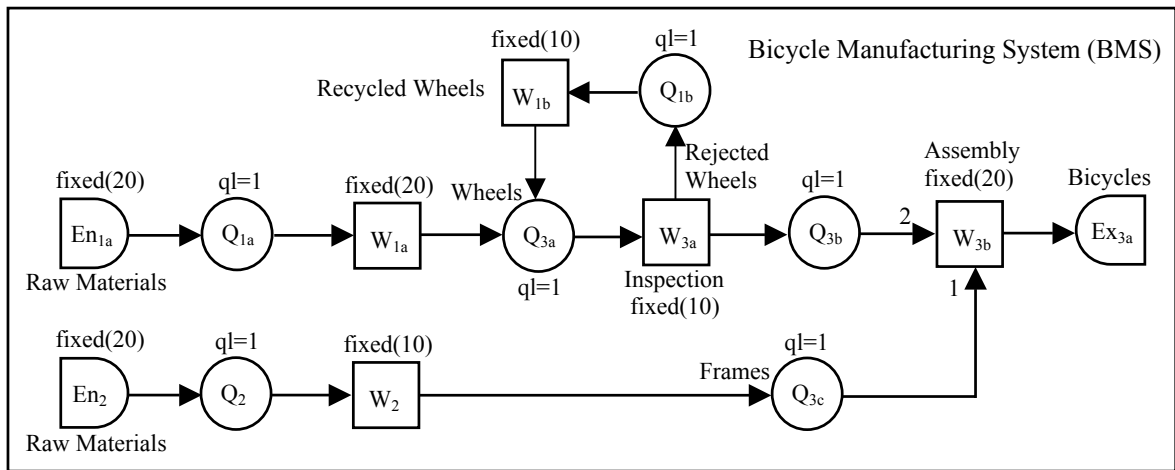 Bicycle Manufacturing System (BMS)
fixed(10)
ql=1
Recycled Wheels
W1b
Q1b
fixed(20)
ql=1
fixed(20)
Wheels
Rejected
Wheels
ql=1
Assembly
fixed(20)
Bicycles
En1a
Q1a
W1a
Q3a
W3a
Q3b
2
W3b
Ex3a
Raw Materials
ql=1
Inspection
fixed(10)
1
fixed(20)
ql=1
fixed(10)
ql=1
Frames
En2
Q2
W2
Q3c
Raw Materials